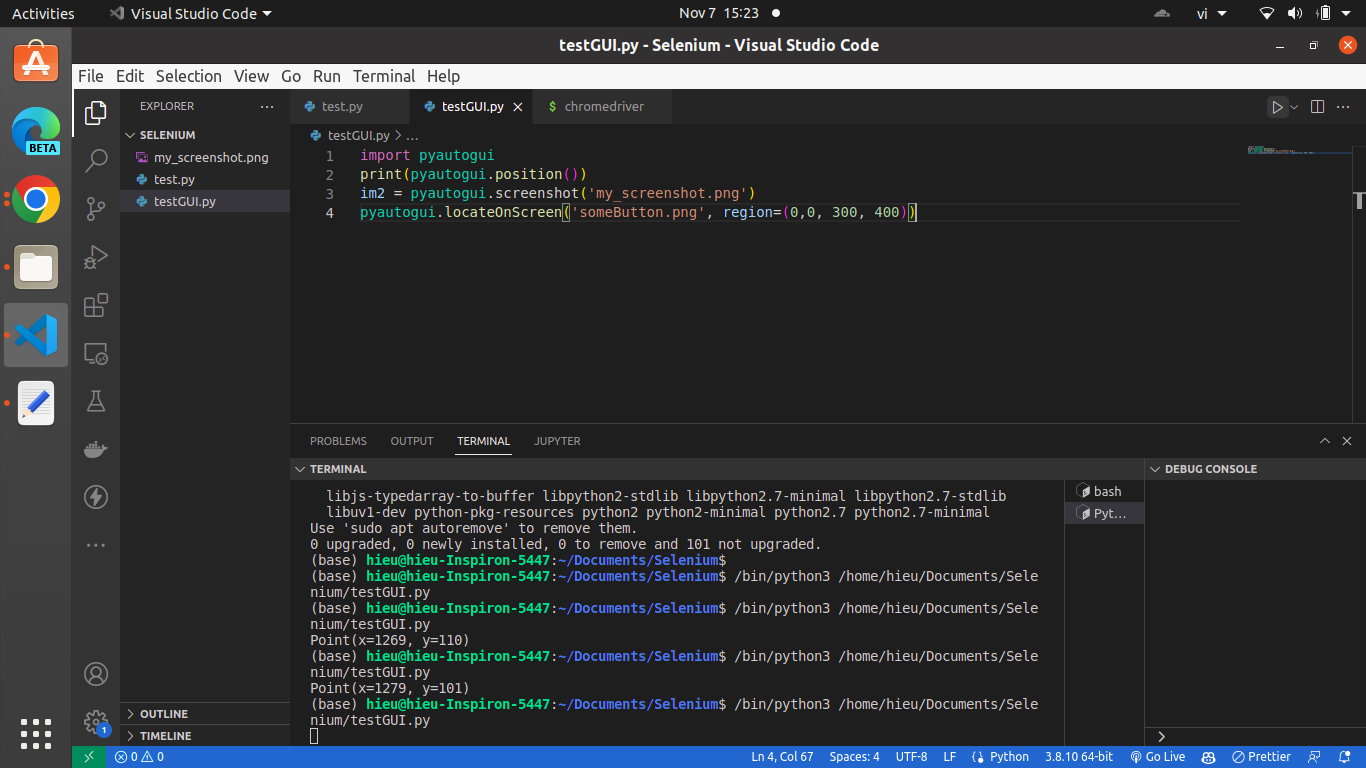 Activities
Visual Studio Code
Nov 7 15:23
vi
testGUI.py - Selenium - Visual Studio Code
File Edit Selection View Go Run Terminal Help
EXPLORER
SELENIUM
my_screenshot.png
test.py
testGUI.py
OUTLINE
TIMELINE
BETA
1
test.py
testGUI.py
$ chromedriver
testGUI.py > ...
1 import pyautogui
2 print(pyautogui.position())
3 im2 = pyautogui.screenshot('my_screenshot.png')
4 pyautogui.locateOnScreen('someButton.png', region=(0,0, 300, 400))
PROBLEMS OUTPUT TERMINAL JUPYTER
TERMINAL
libjs-typedarray-to-buffer libpython2-stdlib libpython2.7-minimal libpython2.7-stdlib
libuv1-dev python-pkg-resources python2 python2-minimal python2.7 python2.7-minimal
Use 'sudo apt autoremove' to remove them.
0 upgraded, 0 newly installed, 0 to remove and 101 not upgraded.
(base) hieu@hieu-Inspiron-5447:~/Documents/Selenium$
(base) hieu@hieu-Inspiron-5447:~/Documents/Selenium$ /bin/python3 /home/hieu/Documents/Sele
nium/testGUI.py
(base) hieu@hieu-Inspiron-5447:~/Documents/Selenium$ /bin/python3 /home/hieu/Documents/Sele
nium/testGUI.py
Point(x=1269, y=110)
(base) hieu@hieu-Inspiron-5447:~/Documents/Selenium$ /bin/python3 /home/hieu/Documents/Sele
nium/testGUI.py
Point(x=1279, y=101)
(base) hieu@hieu-Inspiron-5447:~/Documents/Selenium$ /bin/python3 /home/hieu/Documents/Sele
nium/testGUI.py
bash
Pyt...
DEBUG CONSOLE
0 0
Ln 4, Col 67
Spaces: 4
UTF-8
LF
Python
3.8.10 64-bit
Go Live
Prettier